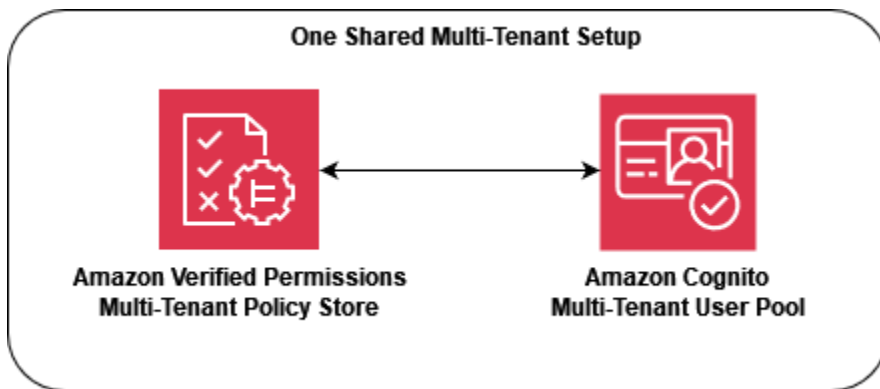 One Shared Multi-Tenant Setup
Amazon Verified Permissions
Multi-Tenant Policy Store
Amazon Cognito
Multi-Tenant User Pool